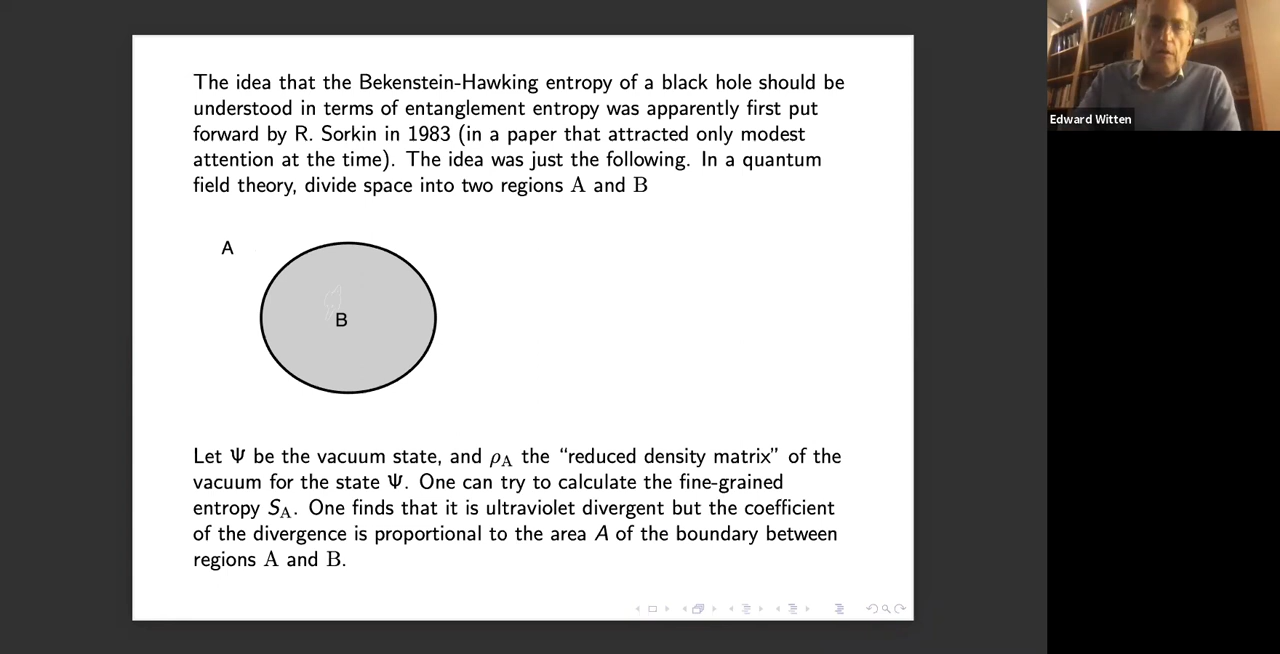 The idea that the Bekenstein-Hawking entropy of a black hole should be
understood in terms of entanglement entropy was apparently first put
forward by R. Sorkin in 1983 (in a paper that attracted only modest
attention at the time). The idea was just the following. In a quantum
field theory, divide space into two regions A and B
A
B
Let Ψ be the vacuum state, and ρ_A the “reduced density matrix” of the
vacuum for the state Ψ. One can try to calculate the fine-grained
entropy S_A. One finds that it is ultraviolet divergent but the coefficient
of the divergence is proportional to the area A of the boundary between
regions A and B.
Edward Witten